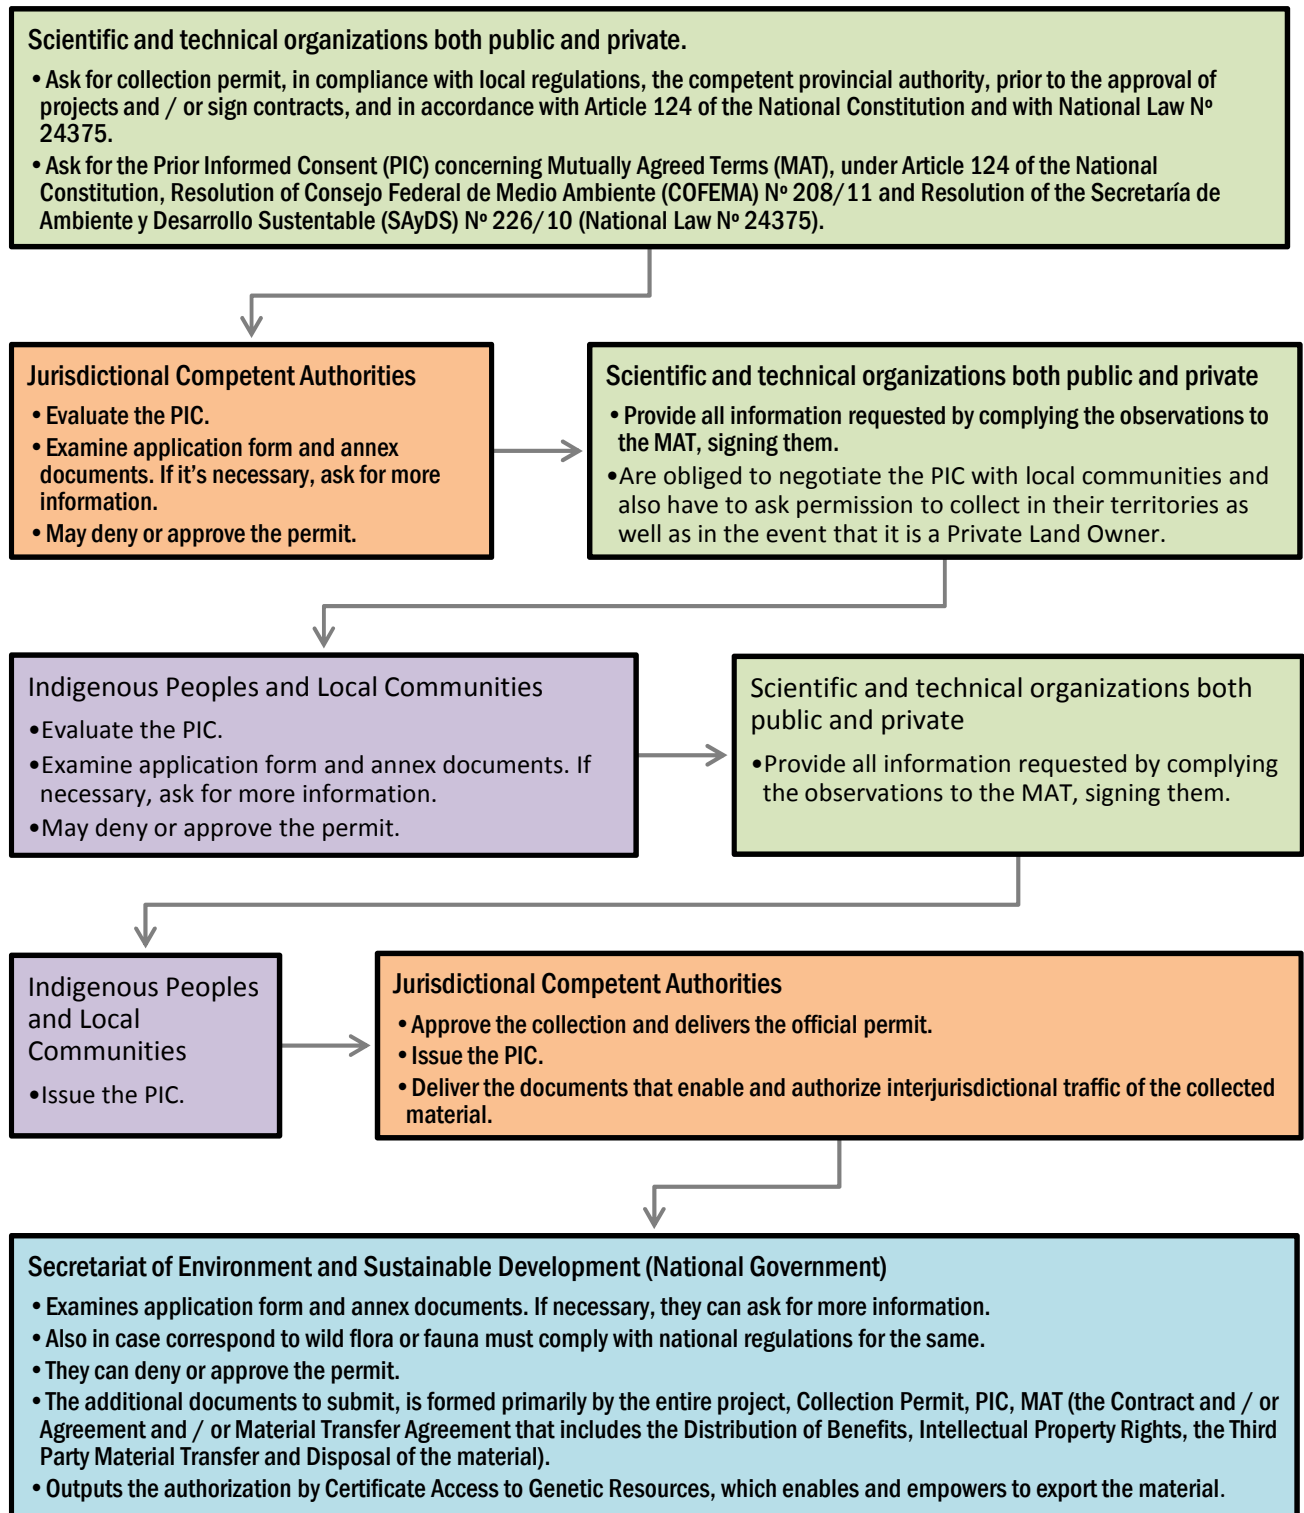 Scientific and technical organizations both public and private.
•Ask for collection permit, in compliance with local regulations, the competent provincial authority, prior to the approval of
projects and / or sign contracts, and in accordance with Article 124 of the National Constitution and with National Law Nº
24375.
•Ask for the Prior Informed Consent (PIC) concerning Mutually Agreed Terms (MAT), under Article 124 of the National
Constitution, Resolution of Consejo Federal de Medio Ambiente (COFEMA) Nº 208/11 and Resolution of the Secretaría de
Ambiente y Desarrollo Sustentable (SAyDS) Nº 226/10 (National Law Nº 24375).
Jurisdictional Competent Authorities
•Evaluate the PIC.
•Examine application form and annex
documents. If it's necessary, ask for more
information.
•May deny or approve the permit.
Scientific and technical organizations both public and private
•Provide all information requested by complying the observations to
the MAT, signing them.
•Are obliged to negotiate the PIC with local communities and
also have to ask permission to collect in their territories as
well as in the event that it is a Private Land Owner.
Indigenous Peoples and Local Communities
•Evaluate the PIC.
•Examine application form and annex documents. If
necessary, ask for more information.
•May deny or approve the permit.
Scientific and technical organizations both
public and private
•Provide all information requested by complying
the observations to the MAT, signing them.
Indigenous Peoples
and Local
Communities
•Issue the PIC.
Jurisdictional Competent Authorities
•Approve the collection and delivers the official permit.
•Issue the PIC.
•Deliver the documents that enable and authorize interjurisdictional traffic of the collected
material.
Secretariat of Environment and Sustainable Development (National Government)
•Examines application form and annex documents. If necessary, they can ask for more information.
•Also in case correspond to wild flora or fauna must comply with national regulations for the same.
•They can deny or approve the permit.
•The additional documents to submit, is formed primarily by the entire project, Collection Permit, PIC, MAT (the Contract and / or
Agreement and / or Material Transfer Agreement that includes the Distribution of Benefits, Intellectual Property Rights, the Third
Party Material Transfer and Disposal of the material).
•Outputs the authorization by Certificate Access to Genetic Resources, which enables and empowers to export the material.